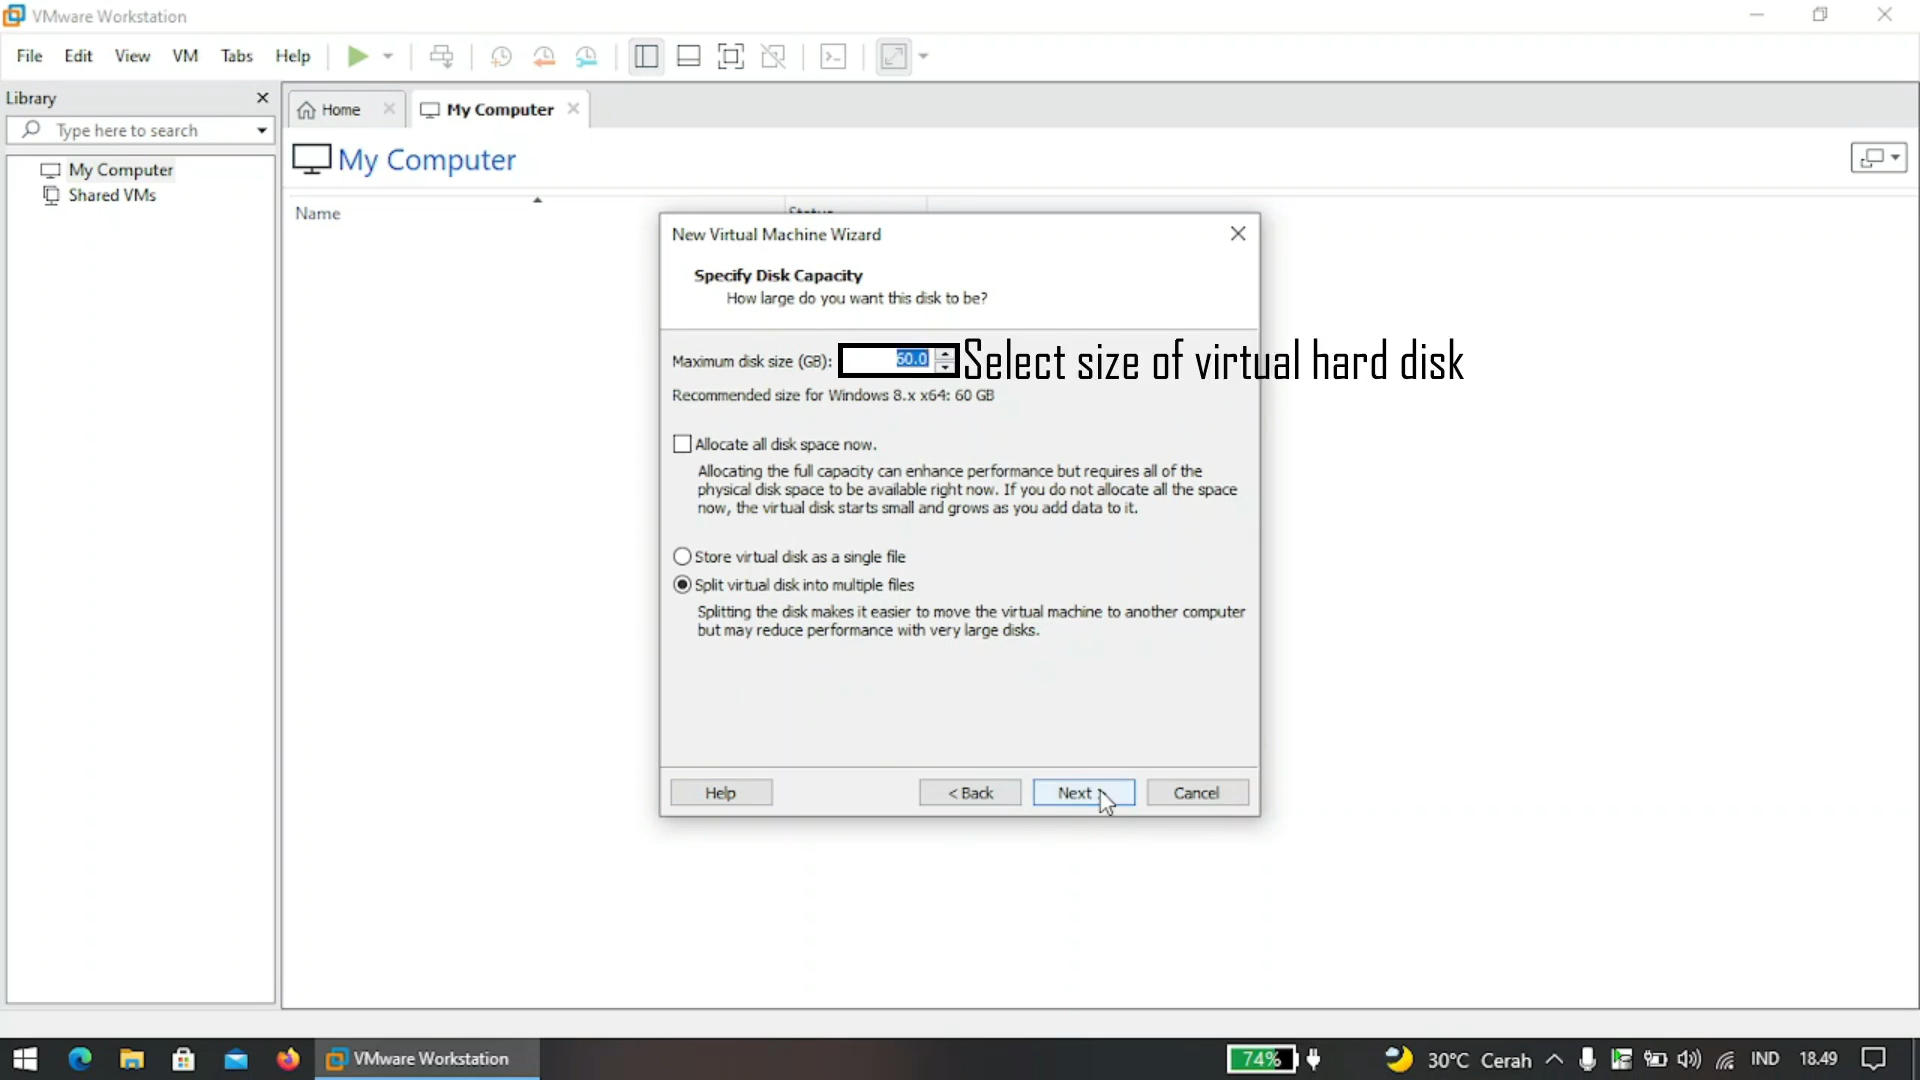 VMware Workstation
File Edit View VM Tabs Help
Library
Type here to search
My Computer
Shared VMs
Home
My Computer
My Computer
Name
Status
New Virtual Machine Wizard
Specify Disk Capacity
How large do you want this disk to be?
Maximum disk size (GB): 60.0
Select size of virtual hard disk
Recommended size for Windows 8.x x64: 60 GB
Allocate all disk space now.
Allocating the full capacity can enhance performance but requires all of the
physical disk space to be available right now. If you do not allocate all the space
now, the virtual disk starts small and grows as you add data to it.
Store virtual disk as a single file
Split virtual disk into multiple files
Splitting the disk makes it easier to move the virtual machine to another computer
but may reduce performance with very large disks.
Help < Back Next > Cancel
VMware Workstation
74% 30°C Cerah IND 18.49